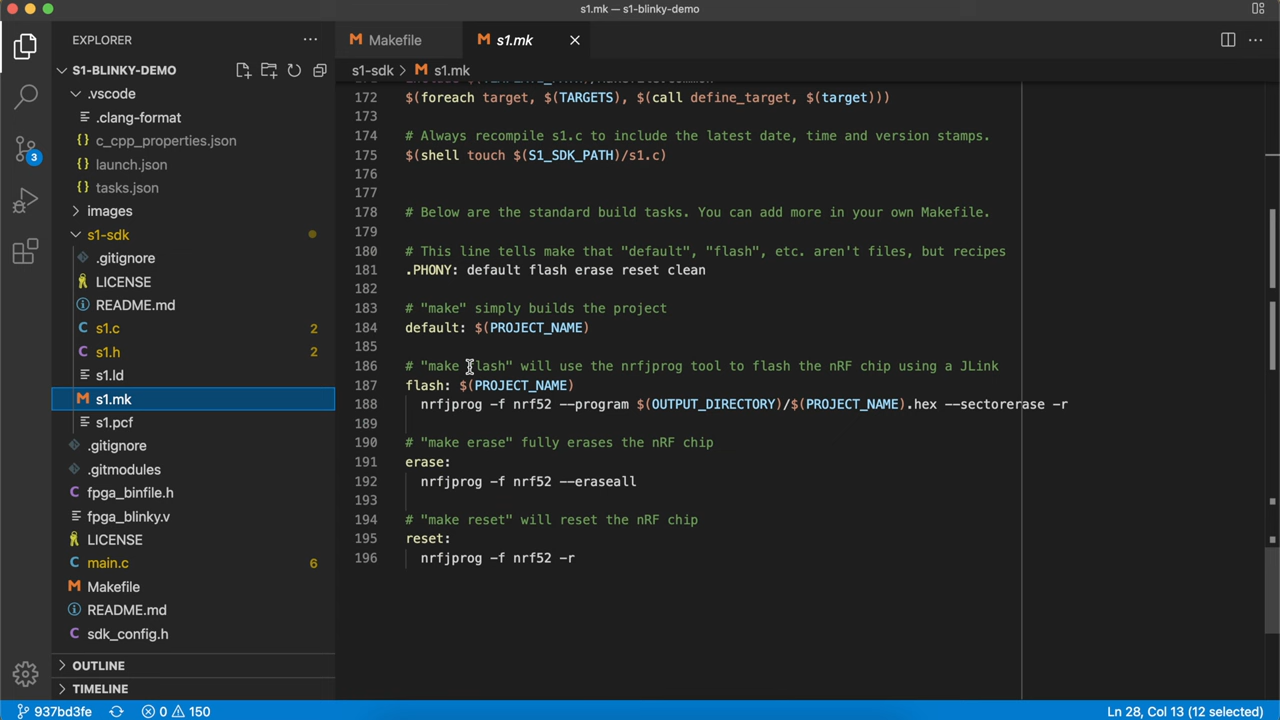 s1.mk — s1-blinky-demo
EXPLORER
S1-BLINKY-DEMO
.vscode
.clang-format
{} c_cpp_properties.json
{} launch.json
{} tasks.json
images
s1-sdk
.gitignore
LICENSE
README.md
C s1.c 2
C s1.h 2
s1.ld
M s1.mk
s1.pcf
.gitignore
.gitmodules
C fpga_binfile.h
fpga_blinky.v
LICENSE
C main.c 6
M Makefile
README.md
C sdk_config.h
OUTLINE
TIMELINE
3
M Makefile
M s1.mk
s1-sdk > M s1.mk
172 $(foreach target, $(TARGETS), $(call define_target, $(target)))
173
174 # Always recompile s1.c to include the latest date, time and version stamps.
175 $(shell touch $(S1_SDK_PATH)/s1.c)
176
177
178 # Below are the standard build tasks. You can add more in your own Makefile.
179
180 # This line tells make that "default", "flash", etc. aren't files, but recipes
181 .PHONY: default flash erase reset clean
182
183 # "make" simply builds the project
184 default: $(PROJECT_NAME)
185
186 # "make flash" will use the nrfjprog tool to flash the nRF chip using a JLink
187 flash: $(PROJECT_NAME)
188 nrfjprog -f nrf52 --program $(OUTPUT_DIRECTORY)/$(PROJECT_NAME).hex --sectorerase -r
189
190 # "make erase" fully erases the nRF chip
191 erase:
192 nrfjprog -f nrf52 --eraseall
193
194 # "make reset" will reset the nRF chip
195 reset:
196 nrfjprog -f nrf52 -r
937bd3fe 0 150
Ln 28, Col 13 (12 selected)